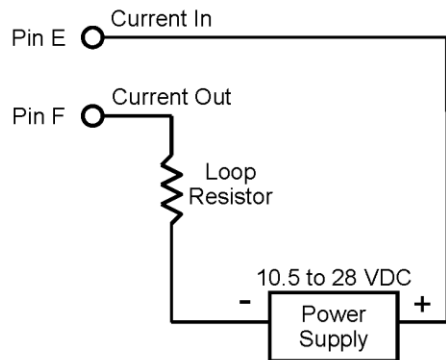 Current In
Pin E
Current Out
Pin F
Loop
Resistor
10.5 to 28 VDC
- +
Power
Supply